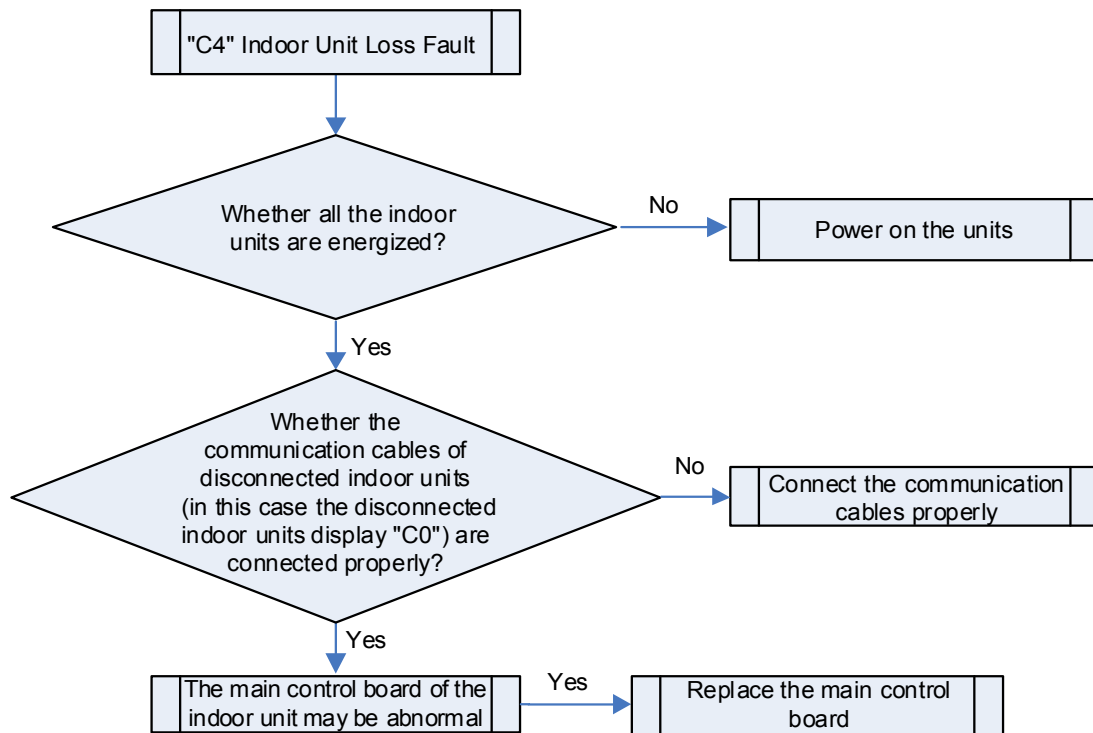 "C4" Indoor Unit Loss Fault
Whether all the indoor
units are energized?
No
Power on the units
Yes
Whether the
communication cables of
disconnected indoor units
(in this case the disconnected
indoor units display "C0") are
connected properly?
No
Connect the communication
cables properly
Yes
The main control board of the
indoor unit may be abnormal
Yes
Replace the main control
board